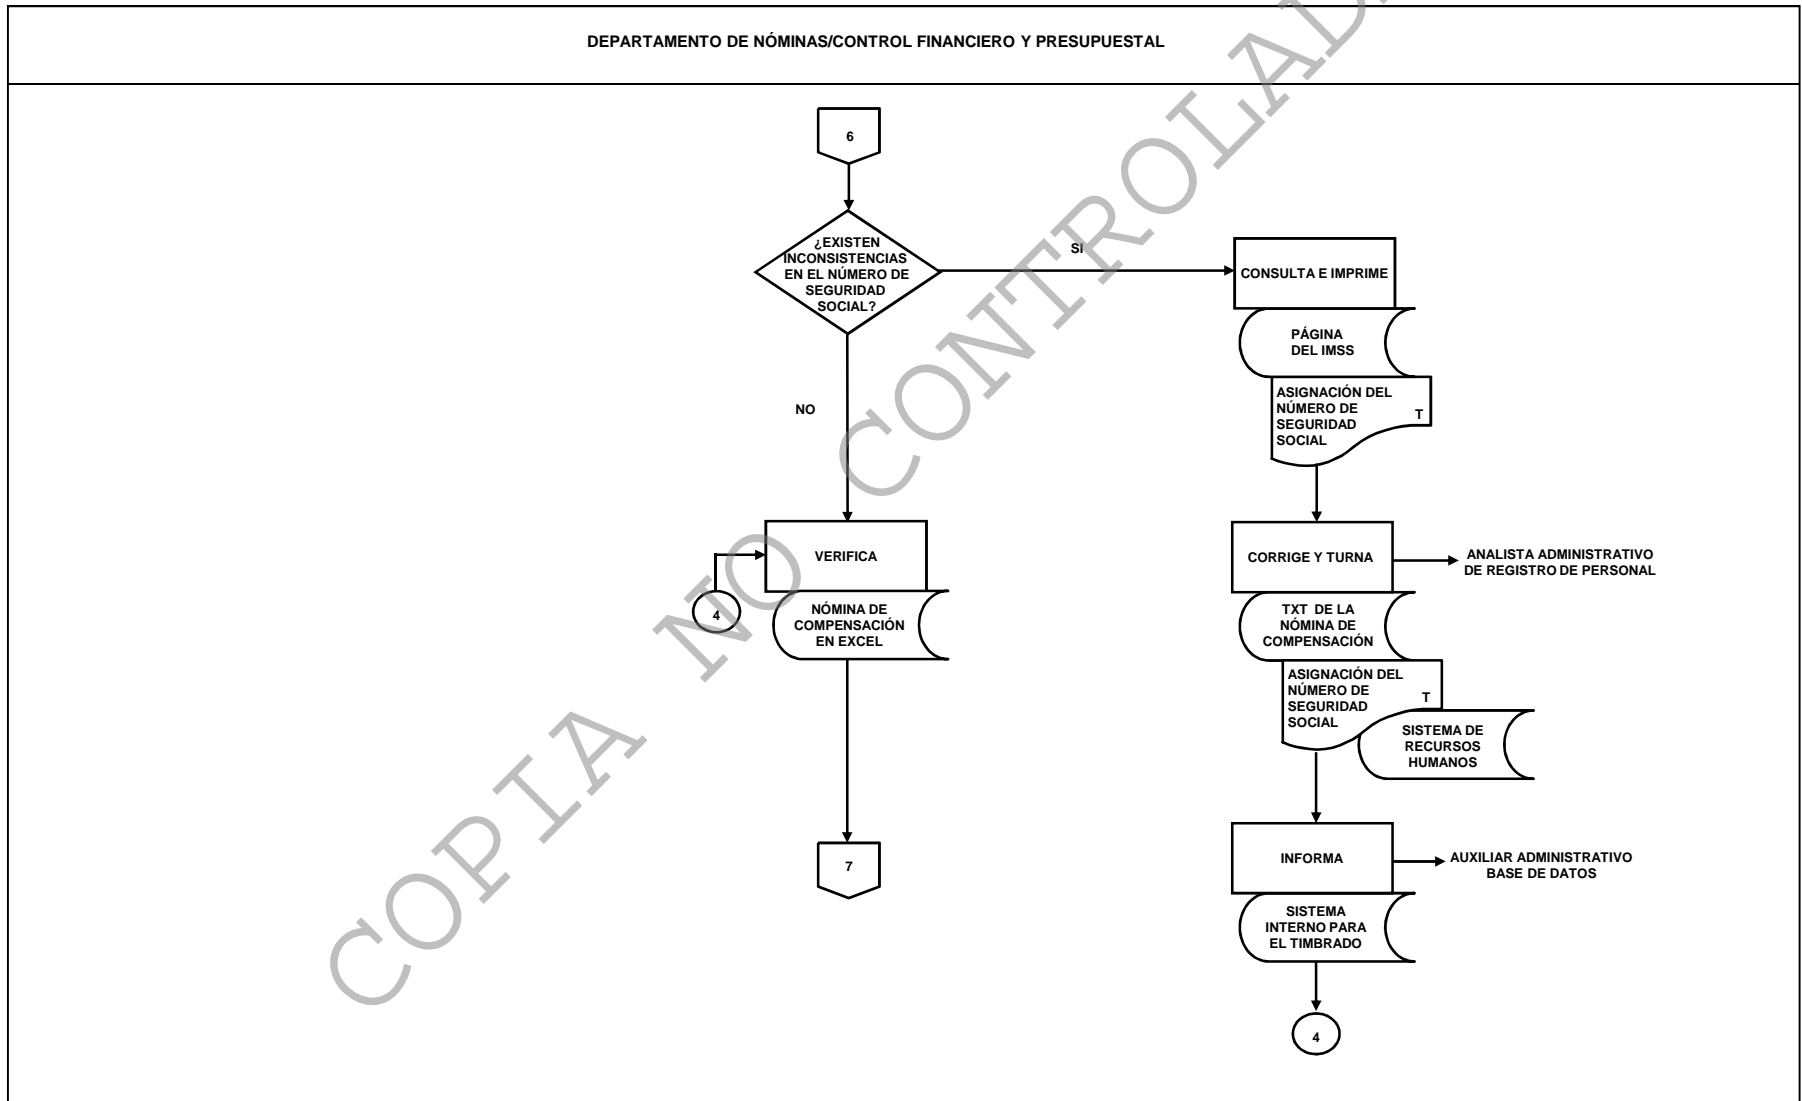 DEPARTAMENTO DE NÓMINAS/CONTROL FINANCIERO Y PRESUPUESTAL
6
¿EXISTEN
INCONSISTENCIAS
EN EL NÚMERO DE
SEGURIDAD
SOCIAL?
SI
NO
CONSULTA E IMPRIME
PÁGINA
DEL IMSS
ASIGNACIÓN DEL
NÚMERO DE
SEGURIDAD
SOCIAL
T
VERIFICA
4
NÓMINA DE
COMPENSACIÓN
EN EXCEL
7
CORRIGE Y TURNA
ANALISTA ADMINISTRATIVO
DE REGISTRO DE PERSONAL
TXT DE LA
NÓMINA DE
COMPENSACIÓN
ASIGNACIÓN DEL
NÚMERO DE
SEGURIDAD
SOCIAL
T
SISTEMA DE
RECURSOS
HUMANOS
INFORMA
AUXILIAR ADMINISTRATIVO
BASE DE DATOS
SISTEMA
INTERNO PARA
EL TIMBRADO
4
COPIA NO CONTROLAD